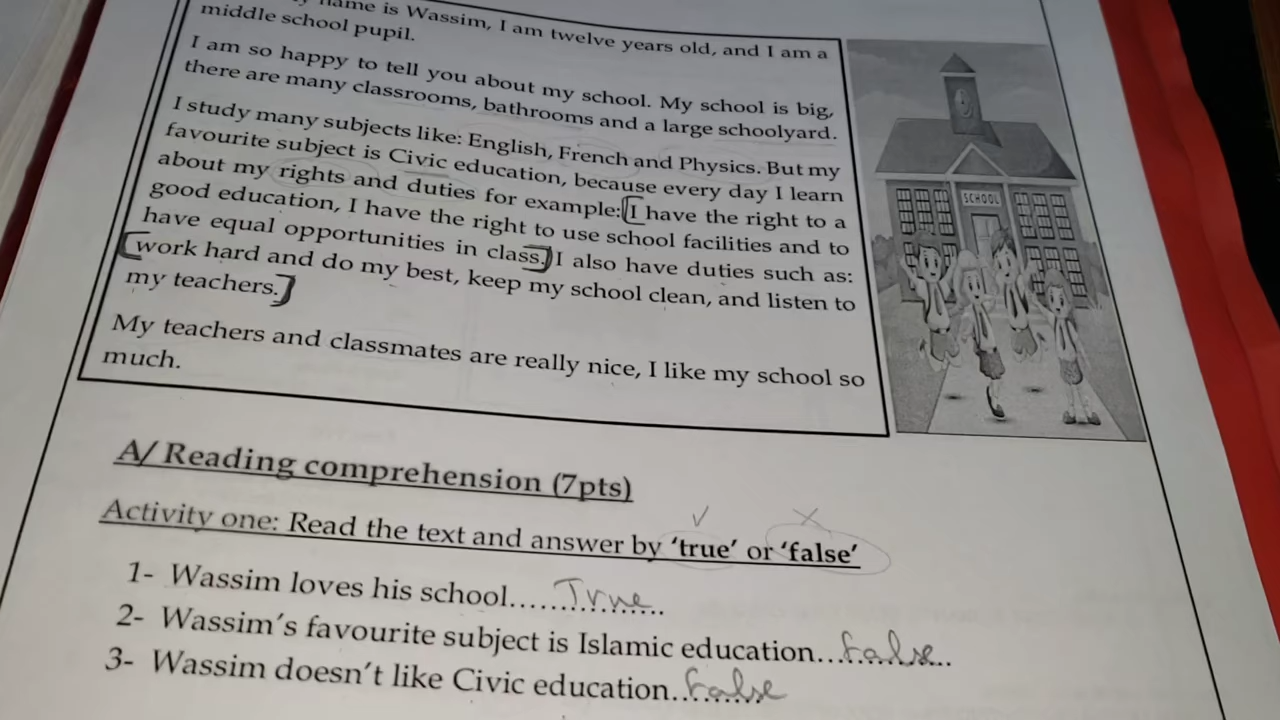 name is Wassim, I am twelve years old, and I am a
middle school pupil.
I am so happy to tell you about my school. My school is big,
there are many classrooms, bathrooms and a large schoolyard.
I study many subjects like: English, French and Physics. But my
favourite subject is Civic education, because every day I learn
about my rights and duties for example: [I have the right to a
good education, I have the right to use school facilities and to
have equal opportunities in class.] I also have duties such as:
[work hard and do my best, keep my school clean, and listen to
my teachers.]
My teachers and classmates are really nice, I like my school so
much.
SCHOOL
A/ Reading comprehension (7pts)
Activity one: Read the text and answer by 'true' or 'false'
1- Wassim loves his school..... True
2- Wassim's favourite subject is Islamic education... False
3- Wassim doesn't like Civic education... False